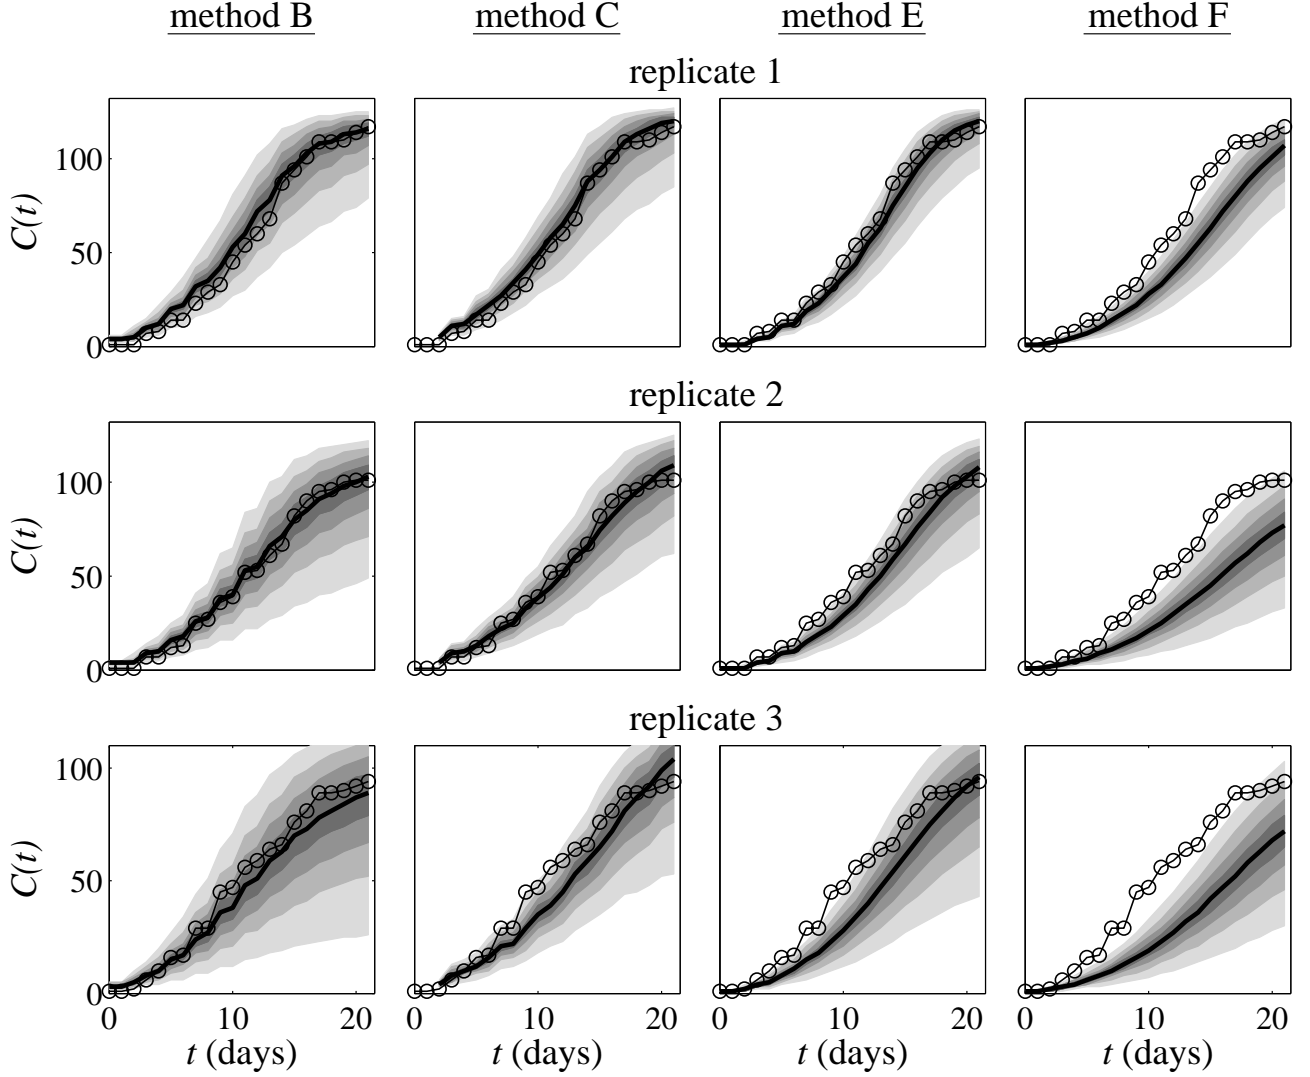 method B method C method E method F
replicate 1
C(t) 100 50 0
replicate 2
C(t) 100 50 0
replicate 3
C(t) 100 50 0
0 10 20 0 10 20 0 10 20 0 10 20
t (days) t (days) t (days) t (days)